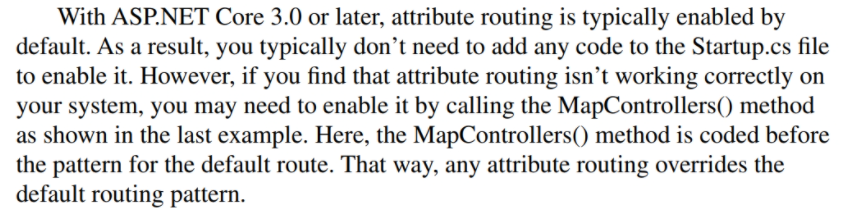 With ASP.NET Core 3.0 or later, attribute routing is typically enabled by
default. As a result, you typically don’t need to add any code to the Startup.cs file
to enable it. However, if you find that attribute routing isn’t working correctly on
your system, you may need to enable it by calling the MapControllers() method
as shown in the last example. Here, the MapControllers() method is coded before
the pattern for the default route. That way, any attribute routing overrides the
default routing pattern.